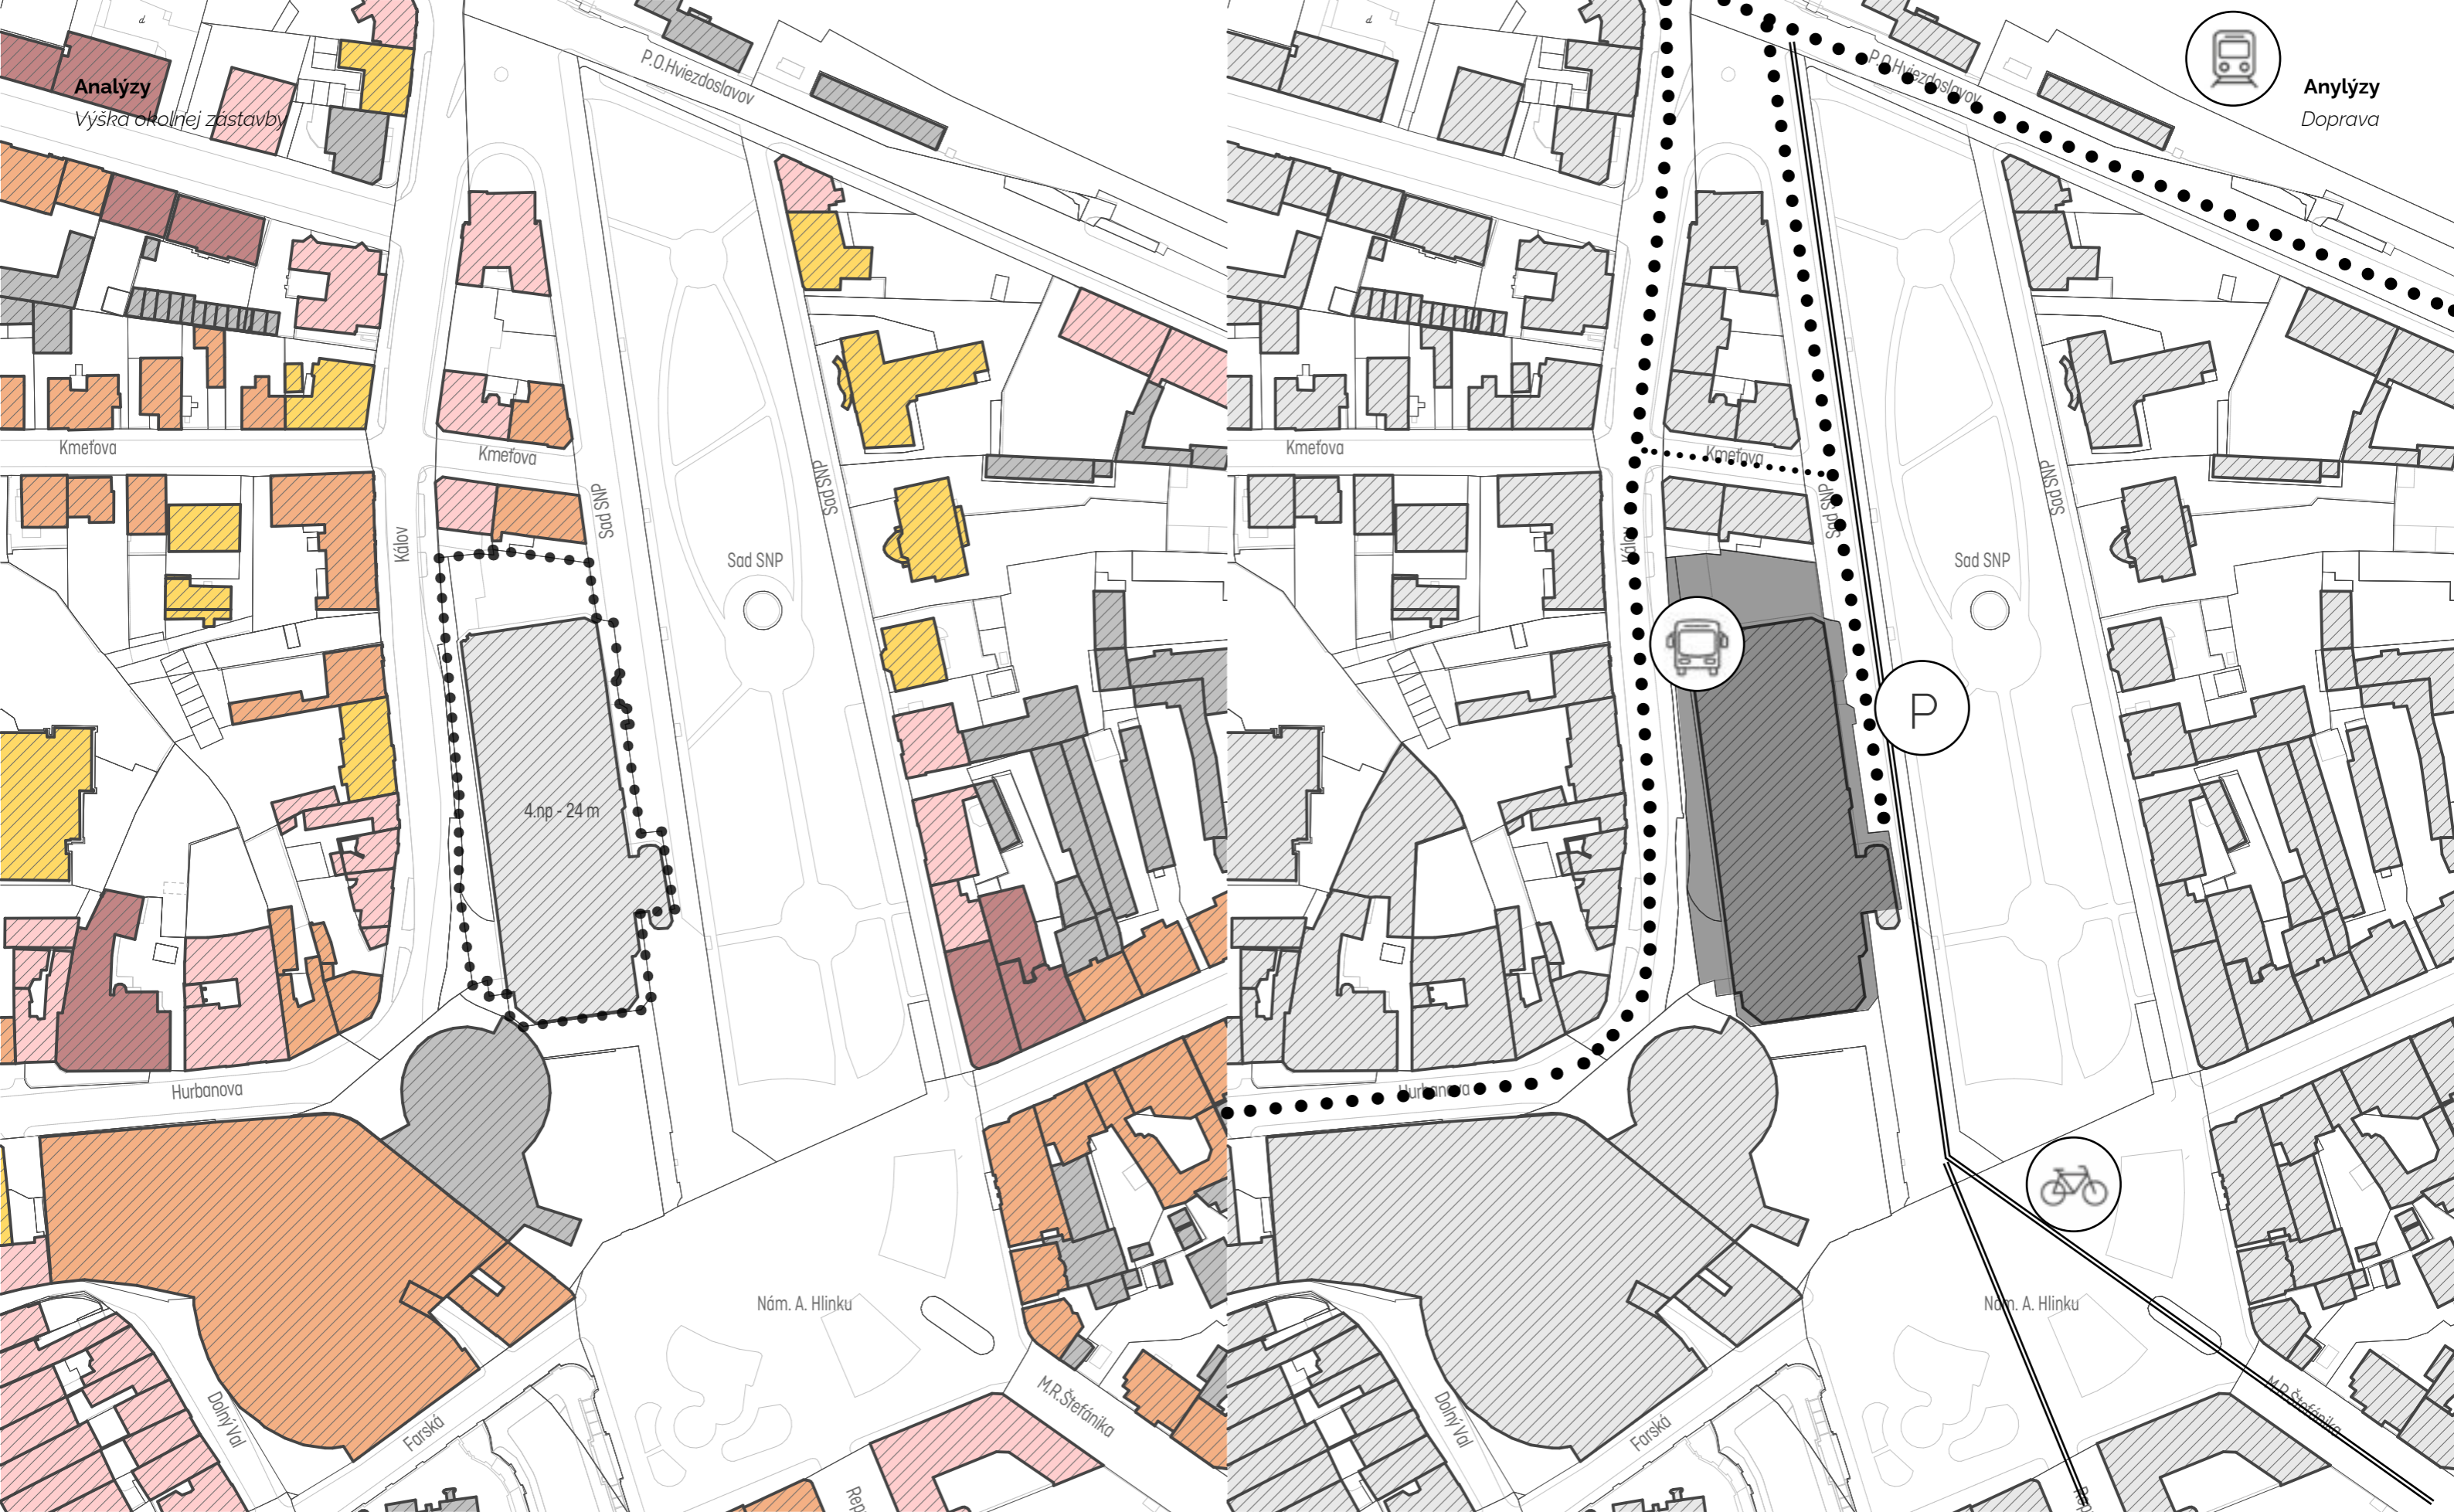 Analýzy
Výška okolnej zástavby
d
P.O.Hviezdoslavov
Kmeťova
Kmeťova
Kálov
Sad SNP
Sad SNP
Sad SNP
4.np - 24 m
Hurbanova
Nám. A. Hlinku
Dolný Val
Farská
M.R.Štefánika
Rep
Anylýzy
Doprava
d
P.O.Hviezdoslavov
Kmeťova
Kmeťova
Kálov
Sad SNP
Sad SNP
Sad SNP
P
Hurbanova
Nám. A. Hlinku
Dolný Val
Farská
M.R.Štefánika
Rep